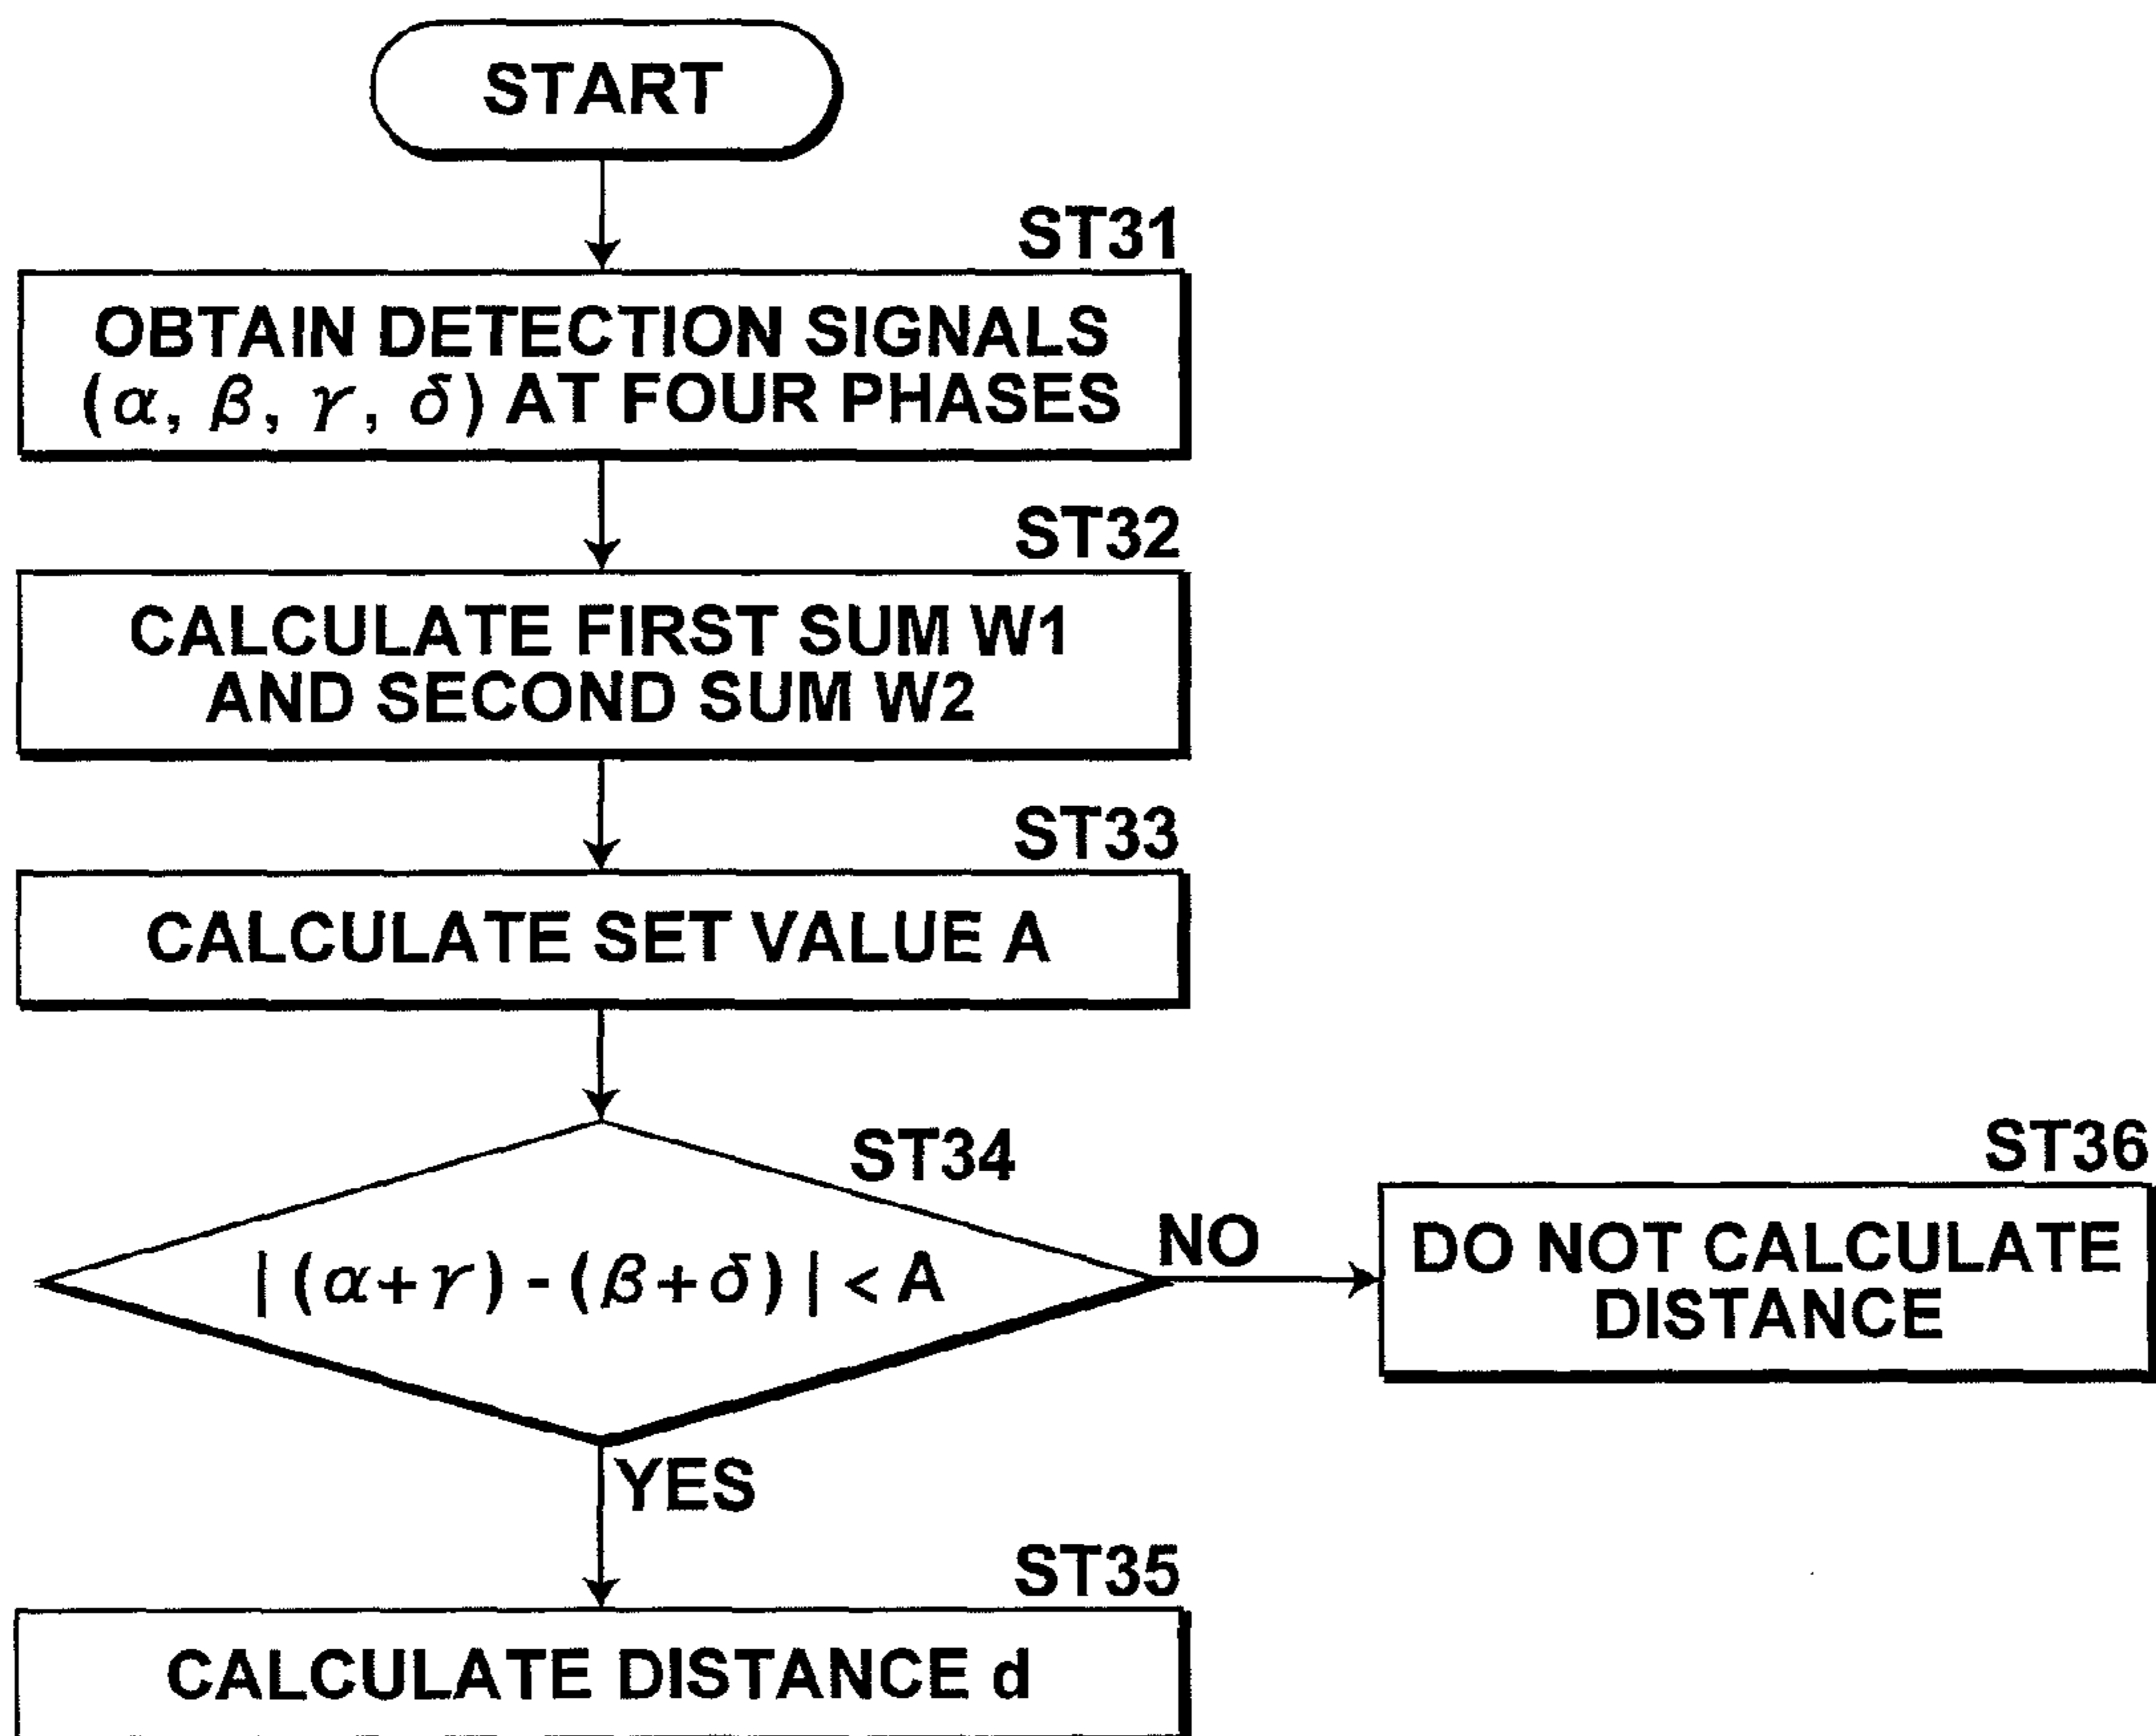 START
ST31
OBTAIN DETECTION SIGNALS
(α, β, γ, δ) AT FOUR PHASES
ST32
CALCULATE FIRST SUM W1
AND SECOND SUM W2
ST33
CALCULATE SET VALUE A
ST34
|(α+γ)-(β+δ)| < A
NO
ST36
DO NOT CALCULATE
DISTANCE
YES
ST35
CALCULATE DISTANCE d